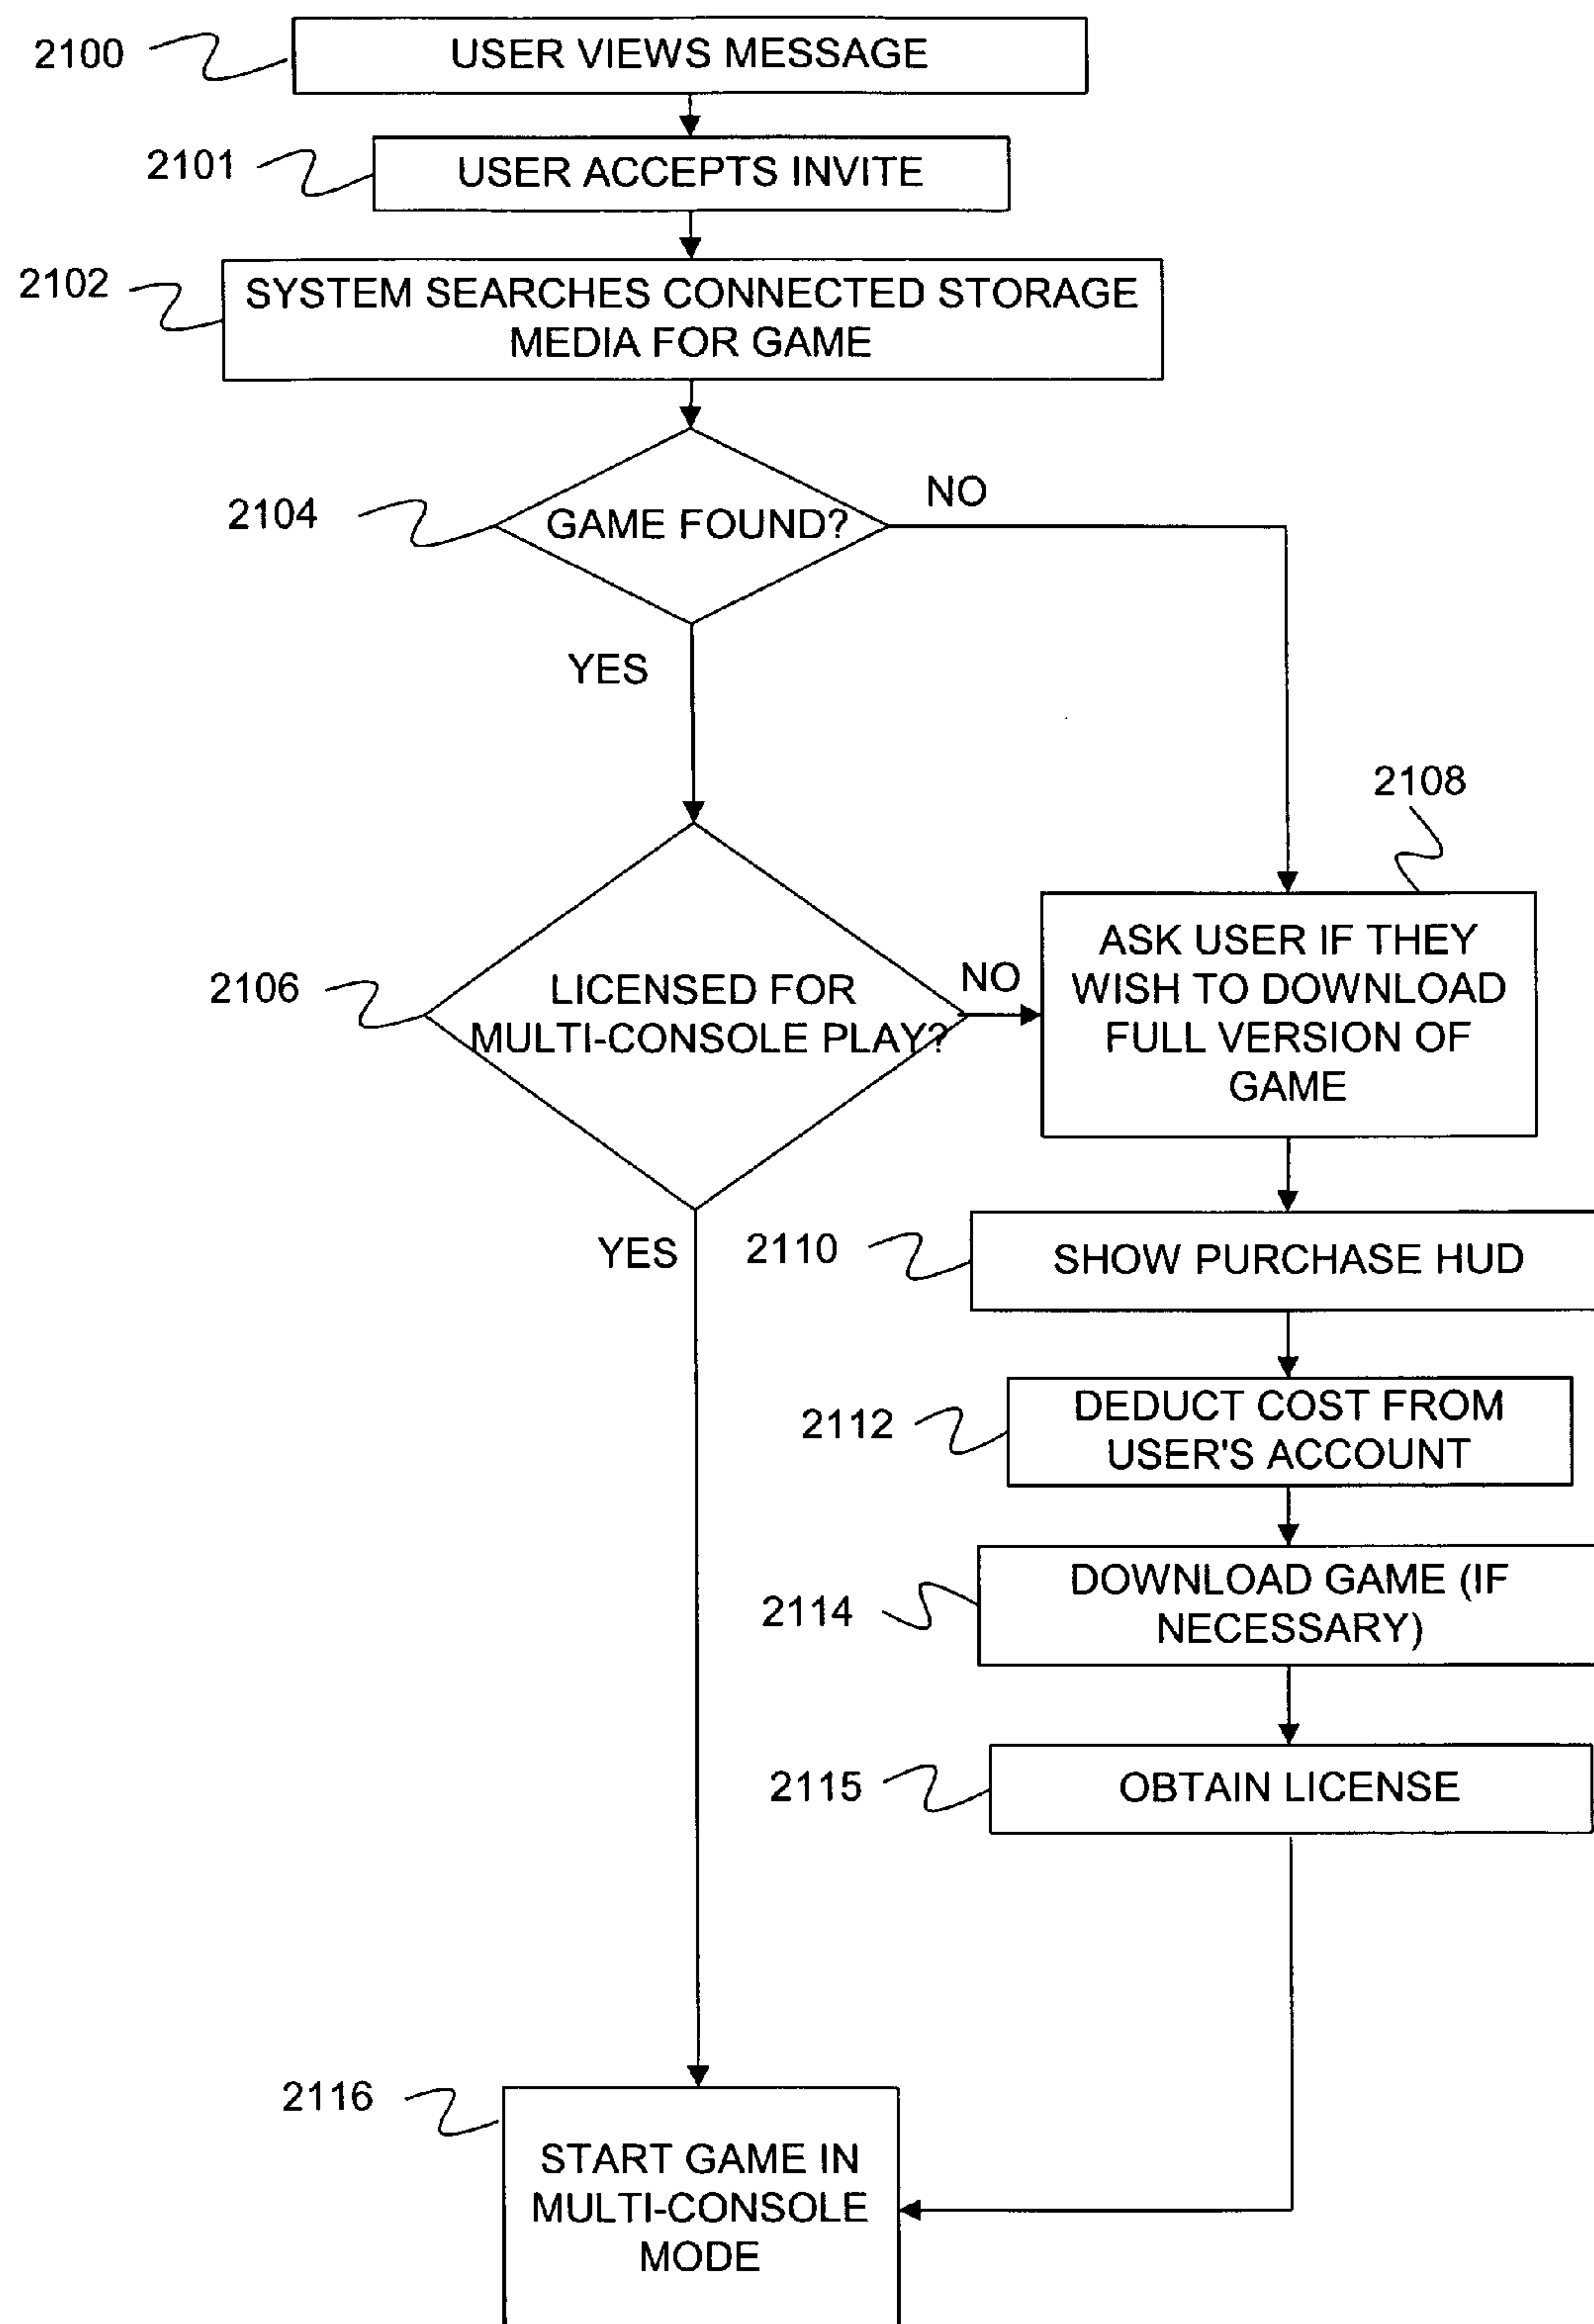 2100
USER VIEWS MESSAGE
2101
USER ACCEPTS INVITE
2102
SYSTEM SEARCHES CONNECTED STORAGE
MEDIA FOR GAME
2104
GAME FOUND?
NO
YES
2108
2106
LICENSED FOR
MULTI-CONSOLE PLAY?
NO
ASK USER IF THEY
WISH TO DOWNLOAD
FULL VERSION OF
GAME
YES
2110
SHOW PURCHASE HUD
2112
DEDUCT COST FROM
USER'S ACCOUNT
2114
DOWNLOAD GAME (IF
NECESSARY)
2115
OBTAIN LICENSE
2116
START GAME IN
MULTI-CONSOLE
MODE